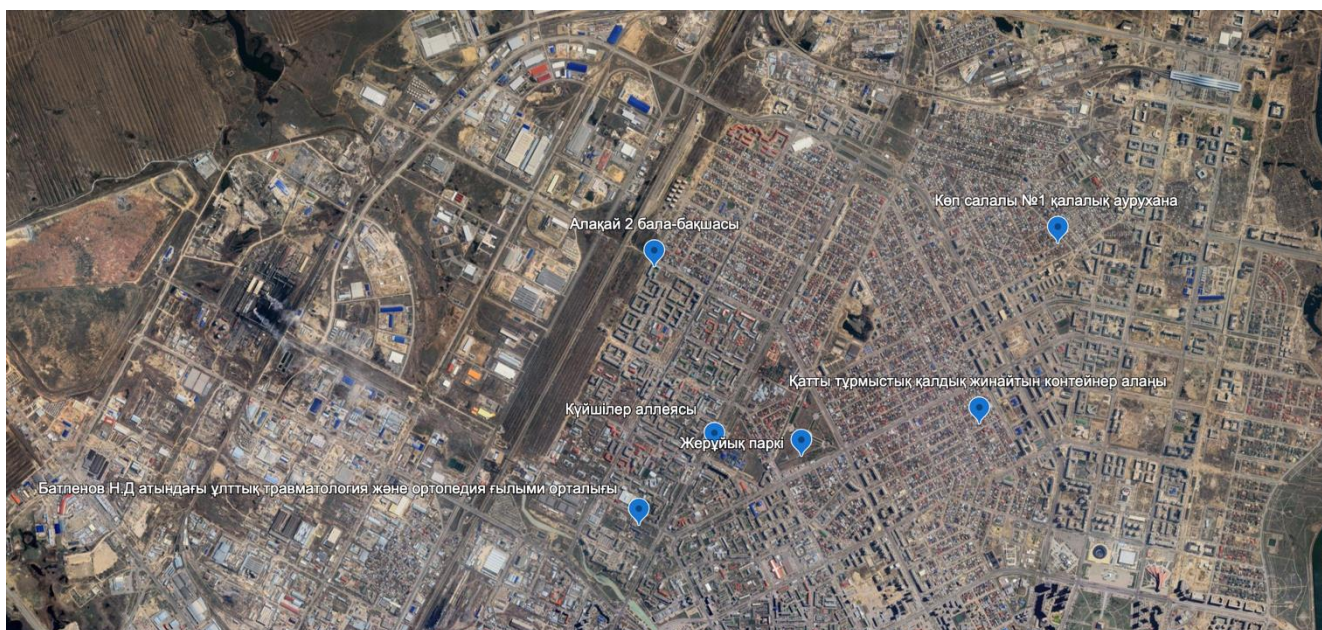 Көп салалы №1 қалалық аурухана
Алақай 2 бала-бақшасы
Қатты тұрмыстық қалдық жинайтын контейнер алаңы
Күйшілер аллеясы
Жерұйық паркі
Батпенов Н.Д атындағы ұлттық травматология және ортопедия ғылыми орталығы